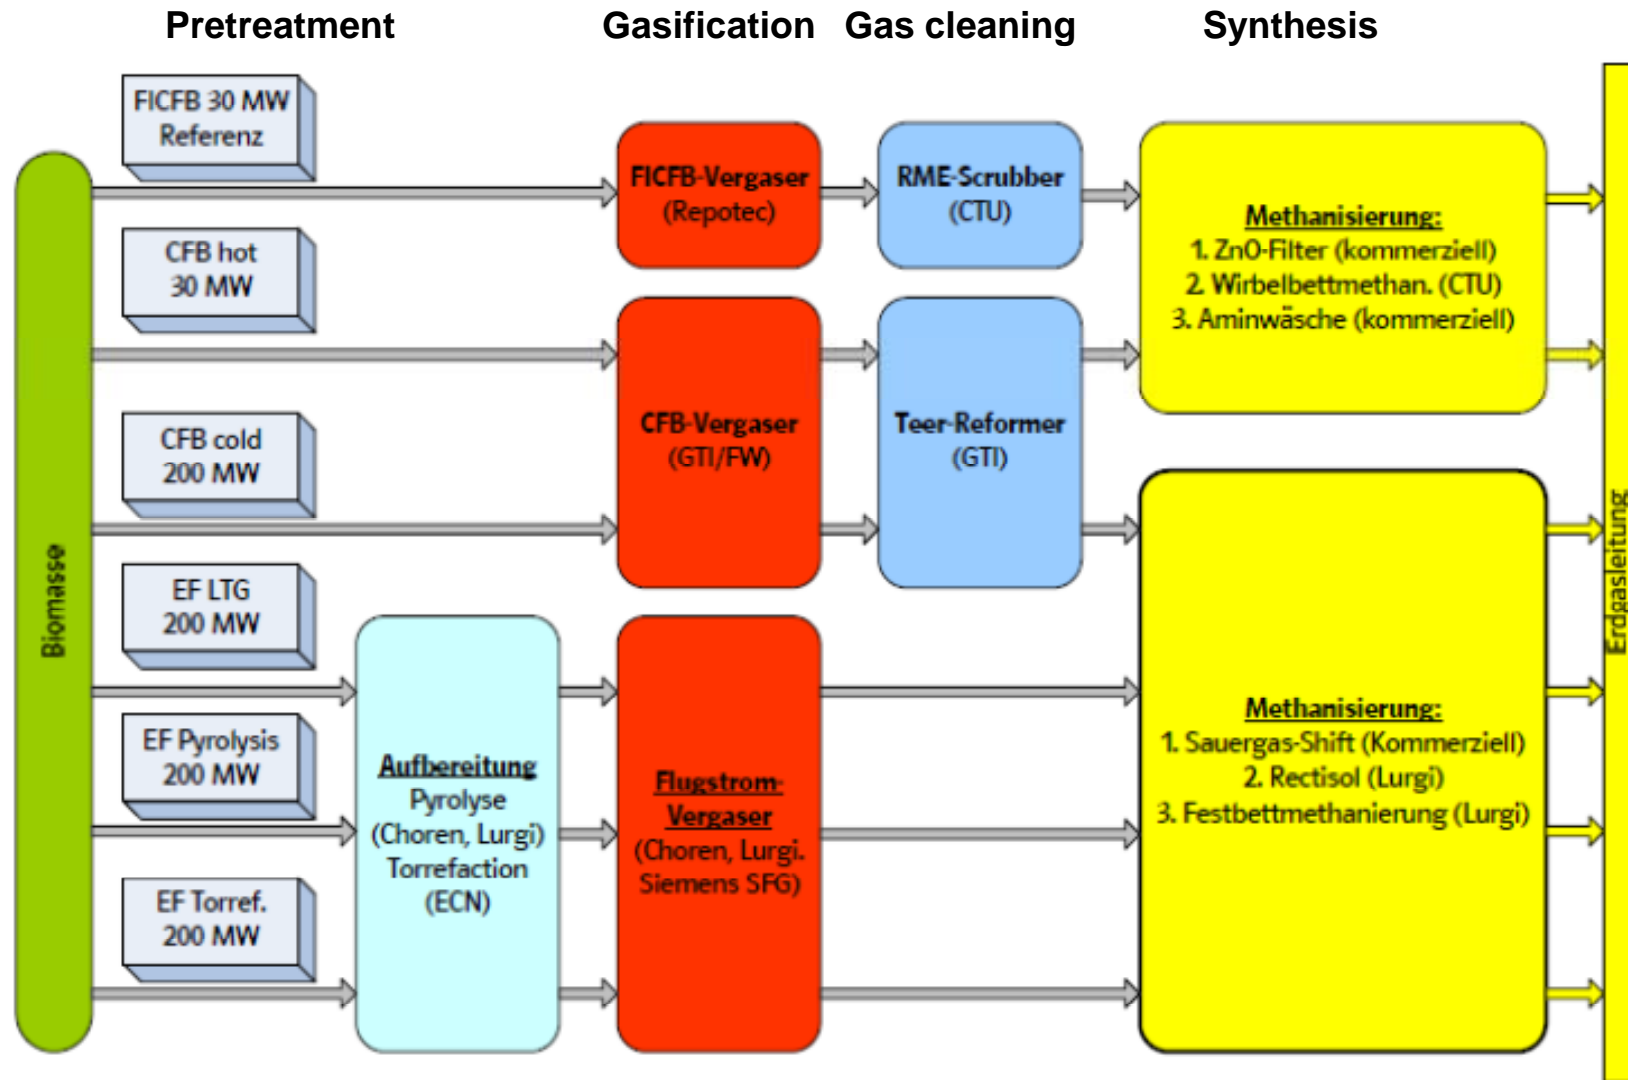 Pretreatment
Gasification
Gas cleaning
Synthesis
FICFB 30 MW
Referenz
CFB hot
30 MW
CFB cold
200 MW
EF LTG
200 MW
EF Pyrolysis
200 MW
EF Torref.
200 MW
Biomasse
Aufbereitung
Pyrolyse
(Choren, Lurgi)
Torrefaction
(ECN)
FICFB-Vergaser
(Repotec)
CFB-Vergaser
(GTI/FW)
Flugstrom-
Vergaser
(Choren, Lurgi.
Siemens SFG)
RME-Scrubber
(CTU)
Teer-Reformer
(GTI)
Methanisierung:
1. ZnO-Filter (kommerziell)
2. Wirbelbettmethan. (CTU)
3. Aminwäsche (kommerziell)
Methanisierung:
1. Sauergas-Shift (Kommerziell)
2. Rectisol (Lurgi)
3. Festbettmethanierung (Lurgi)
Erdgasleitung